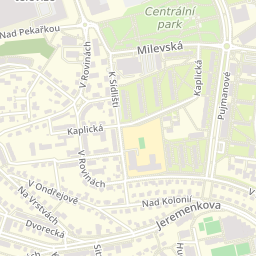 Centrální
park
Nad Pekařkou
Milevská
V Rovinách
K Sídlišti
Kaplická
Pujmanové
Kaplická
V Rovinách
V Ondřejově
Na Vrstvách
Dvorecká
Nad Kolonií
Jeremenkova